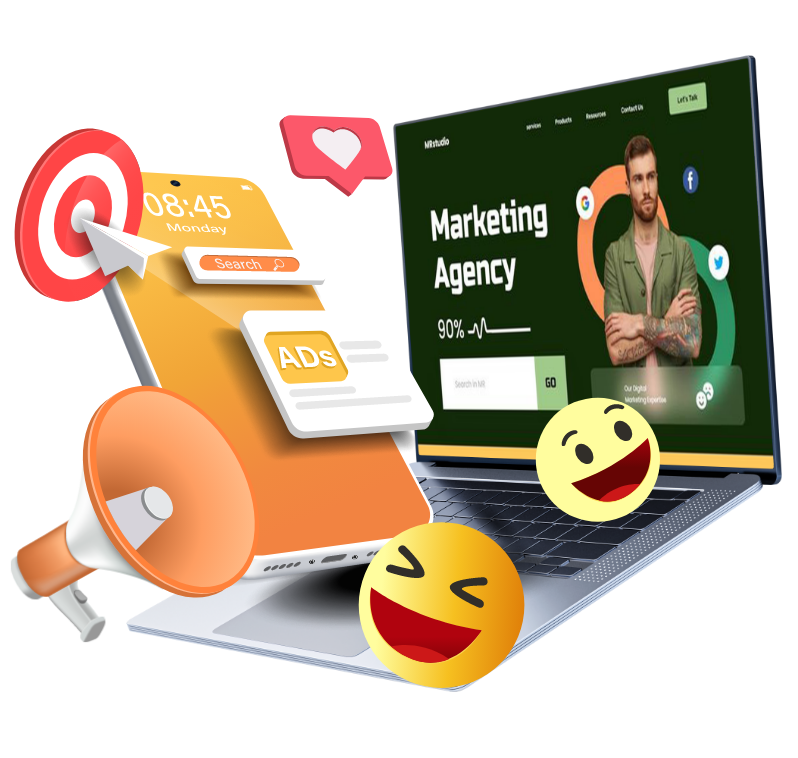 08:45
Monday
Search
ADs
MRstudio
services
Products
Resources
Contact Us
Let's Talk
Marketing
Agency
90%
Search in MR
GO
Our Digital
Marketing Expertise